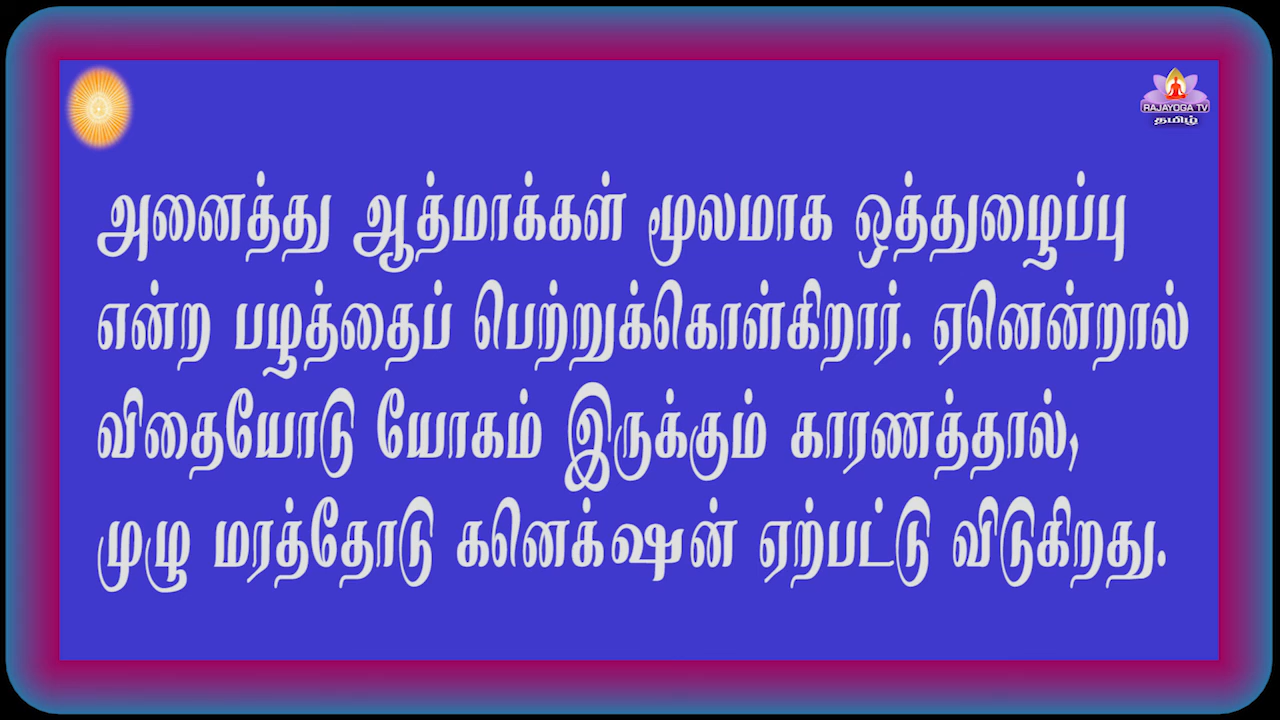 RAJAYOGA TV
தமிழ்
அனைத்து ஆத்மாக்கள் மூலமாக ஒத்துழைப்பு
என்ற பழத்தைப் பெற்றுக்கொள்கிறார். ஏனென்றால்
விதையோடு யோகம் இருக்கும் காரணத்தால்,
முழு மரத்தோடு கனெக்‌ஷன் ஏற்பட்டு விடுகிறது.